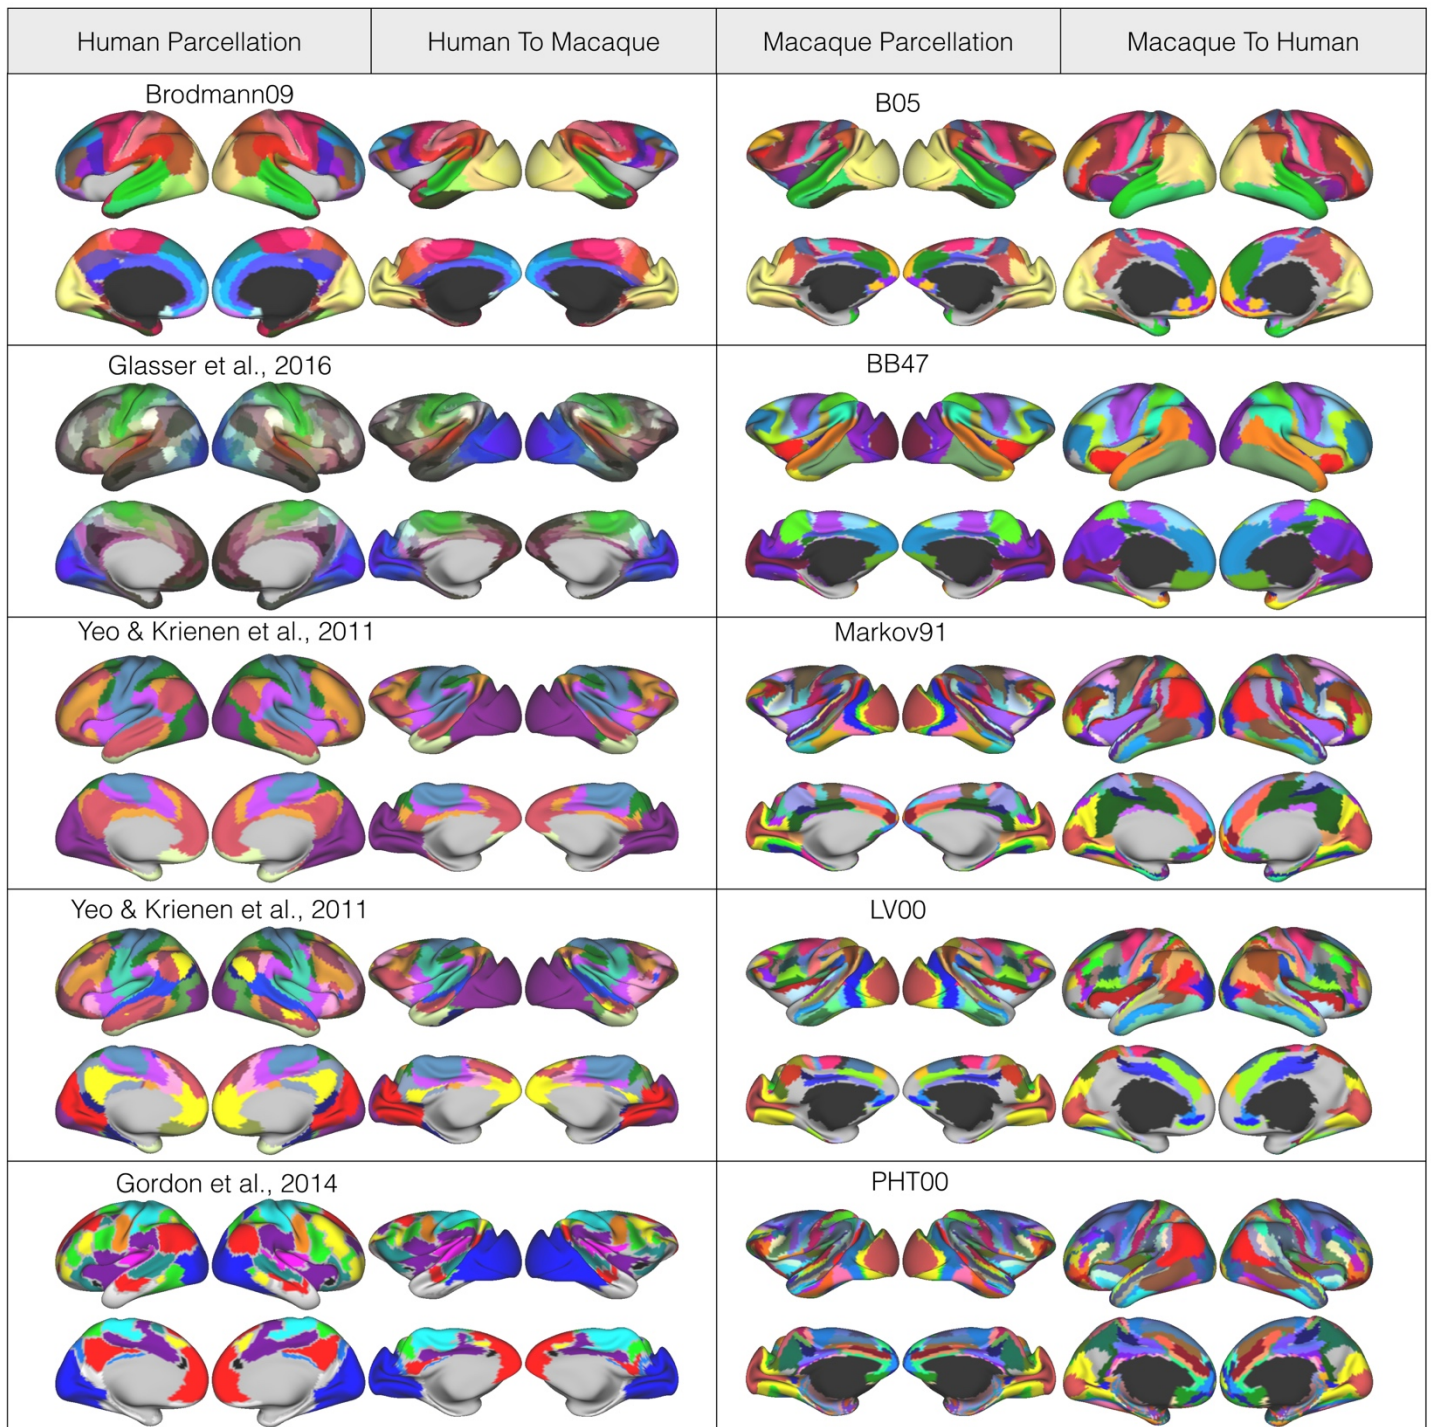 Human Parcellation Human To Macaque Macaque Parcellation Macaque To Human
Brodmann09 B05
Glasser et al., 2016 BB47
Yeo & Krienen et al., 2011 Markov91
Yeo & Krienen et al., 2011 LV00
Gordon et al., 2014 PHT00